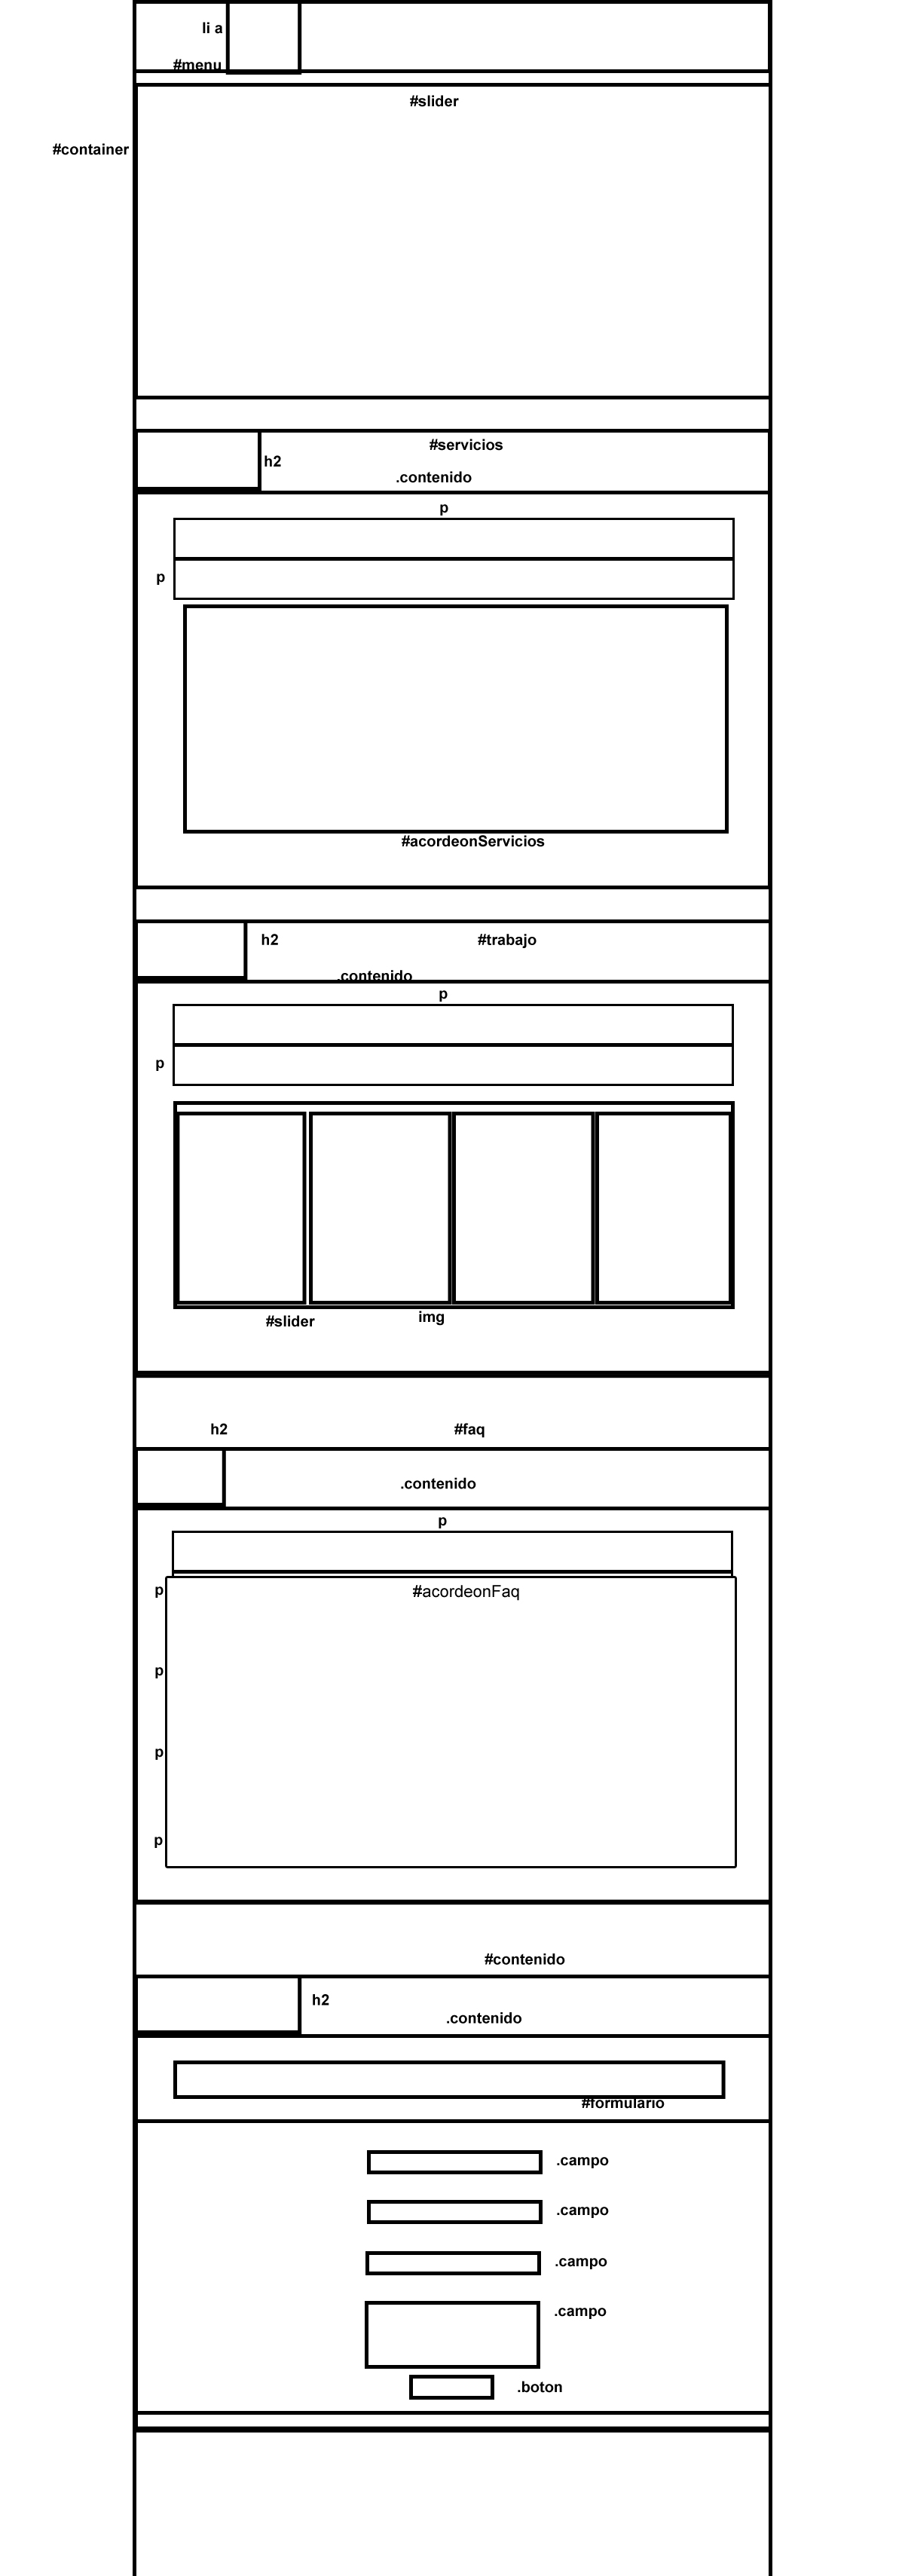 li a
#menu
#slider
#container
#servicios
h2
.contenido
p
p
#acordeonServicios
h2 #trabajo
.contenido
p
p
#slider img
h2 #faq
.contenido
p
p #acordeonFaq
p
p
p
#contenido
h2
.contenido
#formulario
.campo
.campo
.campo
.campo
.boton